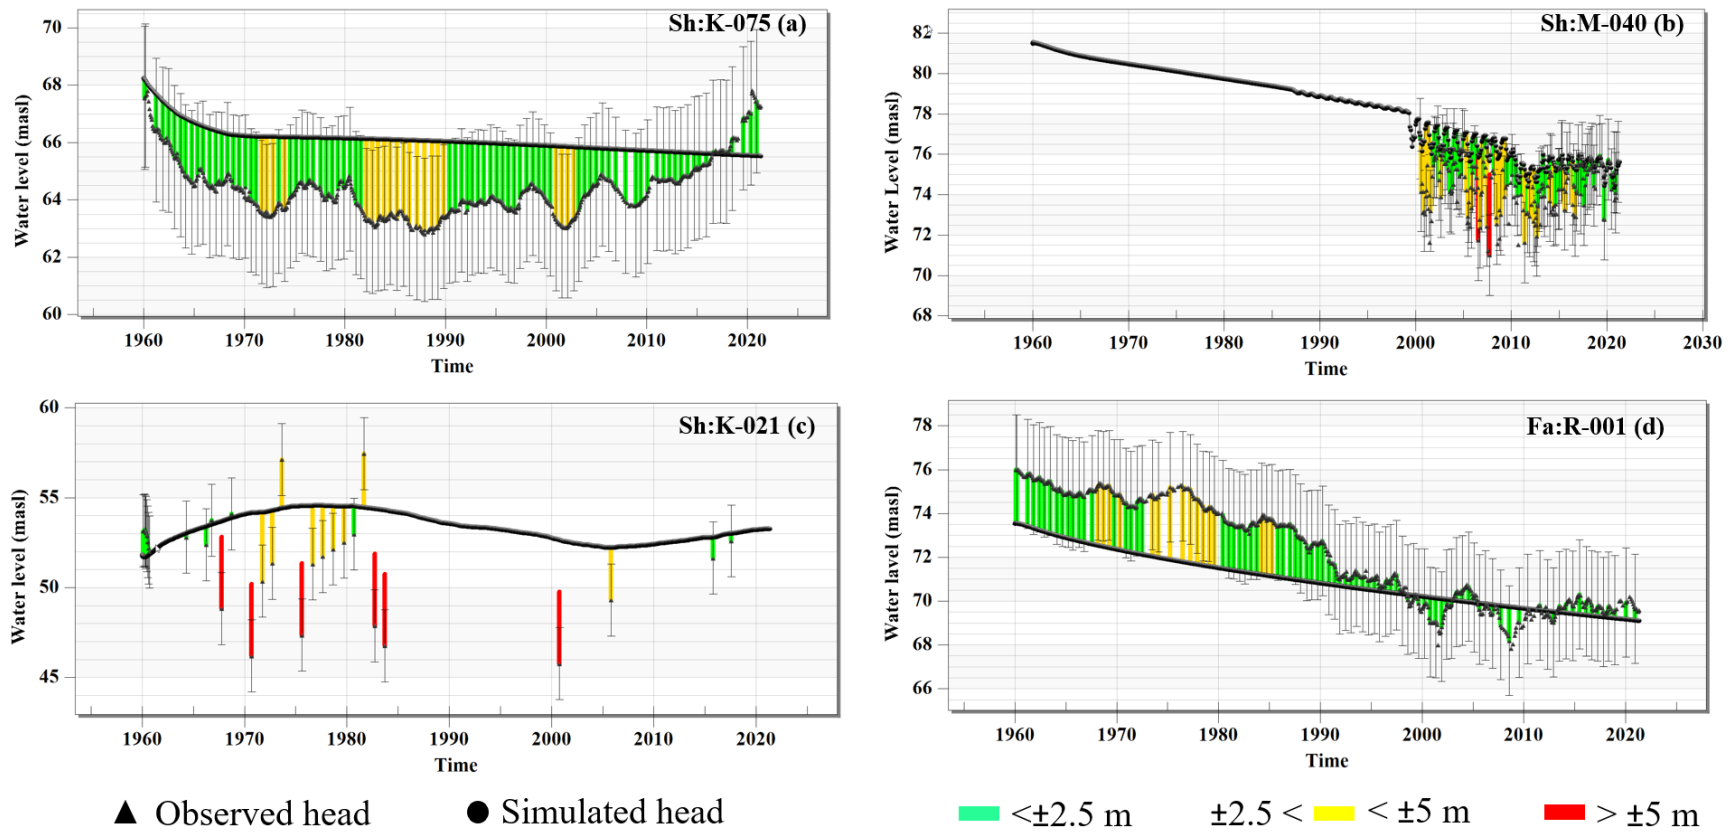 Sh:K-075 (a)
Water level (masl)
70
68
66
64
62
60
1960 1970 1980 1990 2000 2010 2020
Time
Sh:M-040 (b)
Water Level (masl)
82
80
78
76
74
72
70
68
1960 1970 1980 1990 2000 2010 2020 2030
Time
Sh:K-021 (c)
Water level (masl)
60
55
50
45
1960 1970 1980 1990 2000 2010 2020
Time
Fa:R-001 (d)
Water lavel (masl)
78
76
74
72
70
68
66
1960 1970 1980 1990 2000 2010 2020
Time
Observed head Simulated head <±2.5 m ±2.5 < < ±5 m > ±5 m